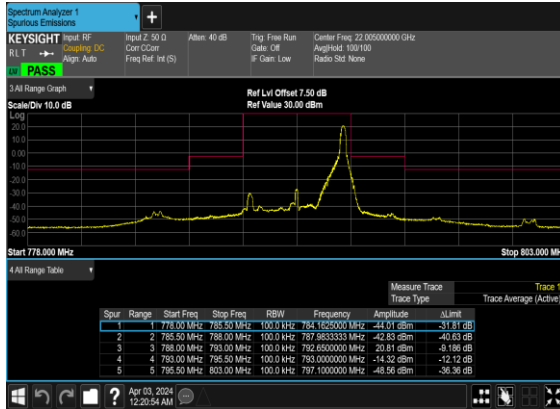 Spectrum Analyzer 1
Spurious Emissions
+
KEYSIGHT Input: RF Input Z: 50 Ω Atten: 40 dB Trig: Free Run Center Freq: 22.005000000 GHz
RLT Coupling: DC Corr CCorr Gate: Off Avg|Hold: 100/100
Align: Auto Freq Ref: Int (S) IF Gain: Low Radio Std: None
PASS
3 All Range Graph
Ref Lvl Offset 7.50 dB
Scale/Div 10.0 dB Ref Value 30.00 dBm
Log
20.0
10.0
0.00
-10.0
-20.0
-30.0
-40.0
-50.0
-60.0
Start 778.000 MHz Stop 803.000 MH
4 All Range Table
Measure Trace Trace 1
Trace Type Trace Average (Active)
Spur Range Start Freq Stop Freq RBW Frequency Amplitude ΔLimit
1 1 778.00 MHz 785.50 MHz 100.0 kHz 784.1625000 MHz -44.01 dBm -31.81 dB
2 2 785.50 MHz 788.00 MHz 100.0 kHz 787.9833333 MHz -42.83 dBm -40.63 dB
3 3 788.00 MHz 793.00 MHz 100.0 kHz 792.6500000 MHz 20.81 dBm -9.186 dB
4 4 793.00 MHz 795.50 MHz 100.0 kHz 793.0000000 MHz -14.32 dBm -12.12 dB
5 5 795.50 MHz 803.00 MHz 100.0 kHz 797.1000000 MHz -48.56 dBm -36.36 dB
?
Apr 03, 2024
12:20:54 AM